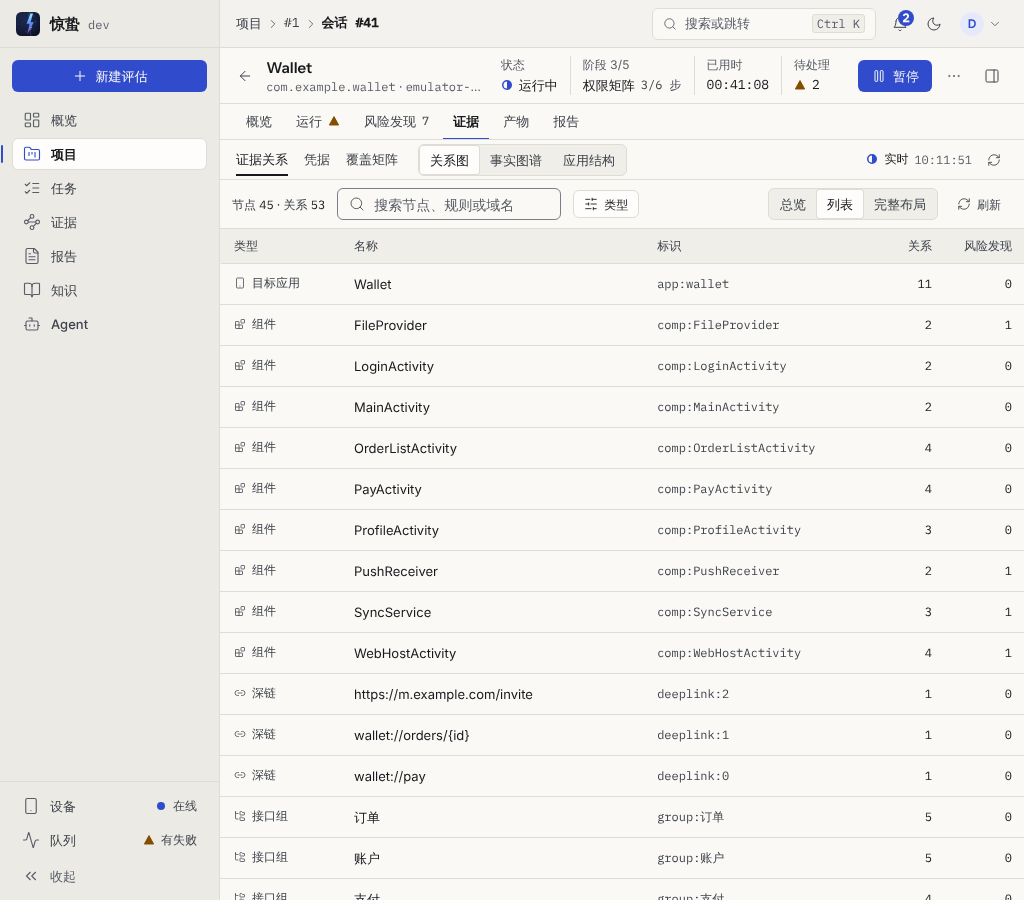 惊蛰 dev
项目 > #1 > 会话 #41
搜索或跳转 Ctrl K
2
D
新建评估
概览
项目
任务
证据
报告
知识
Agent
设备 在线
队列 有失败
收起
Wallet
com.example.wallet · emulator-…
状态
运行中
阶段 3/5
权限矩阵 3/6 步
已用时
00:41:08
待处理
2
暂停
概览 运行 风险发现 7 证据 产物 报告
证据关系 凭据 覆盖矩阵 关系图 事实图谱 应用结构 实时 10:11:51
节点 45 · 关系 53 搜索节点、规则或域名 类型 总览 列表 完整布局 刷新
类型 名称 标识 关系 风险发现
目标应用 Wallet app:wallet 11 0
组件 FileProvider comp:FileProvider 2 1
组件 LoginActivity comp:LoginActivity 2 0
组件 MainActivity comp:MainActivity 2 0
组件 OrderListActivity comp:OrderListActivity 4 0
组件 PayActivity comp:PayActivity 4 0
组件 ProfileActivity comp:ProfileActivity 3 0
组件 PushReceiver comp:PushReceiver 2 1
组件 SyncService comp:SyncService 3 1
组件 WebHostActivity comp:WebHostActivity 4 1
深链 https://m.example.com/invite deeplink:2 1 0
深链 wallet://orders/{id} deeplink:1 1 0
深链 wallet://pay deeplink:0 1 0
接口组 订单 group:订单 5 0
接口组 账户 group:账户 5 0
接口组 支付 group:支付 4 0